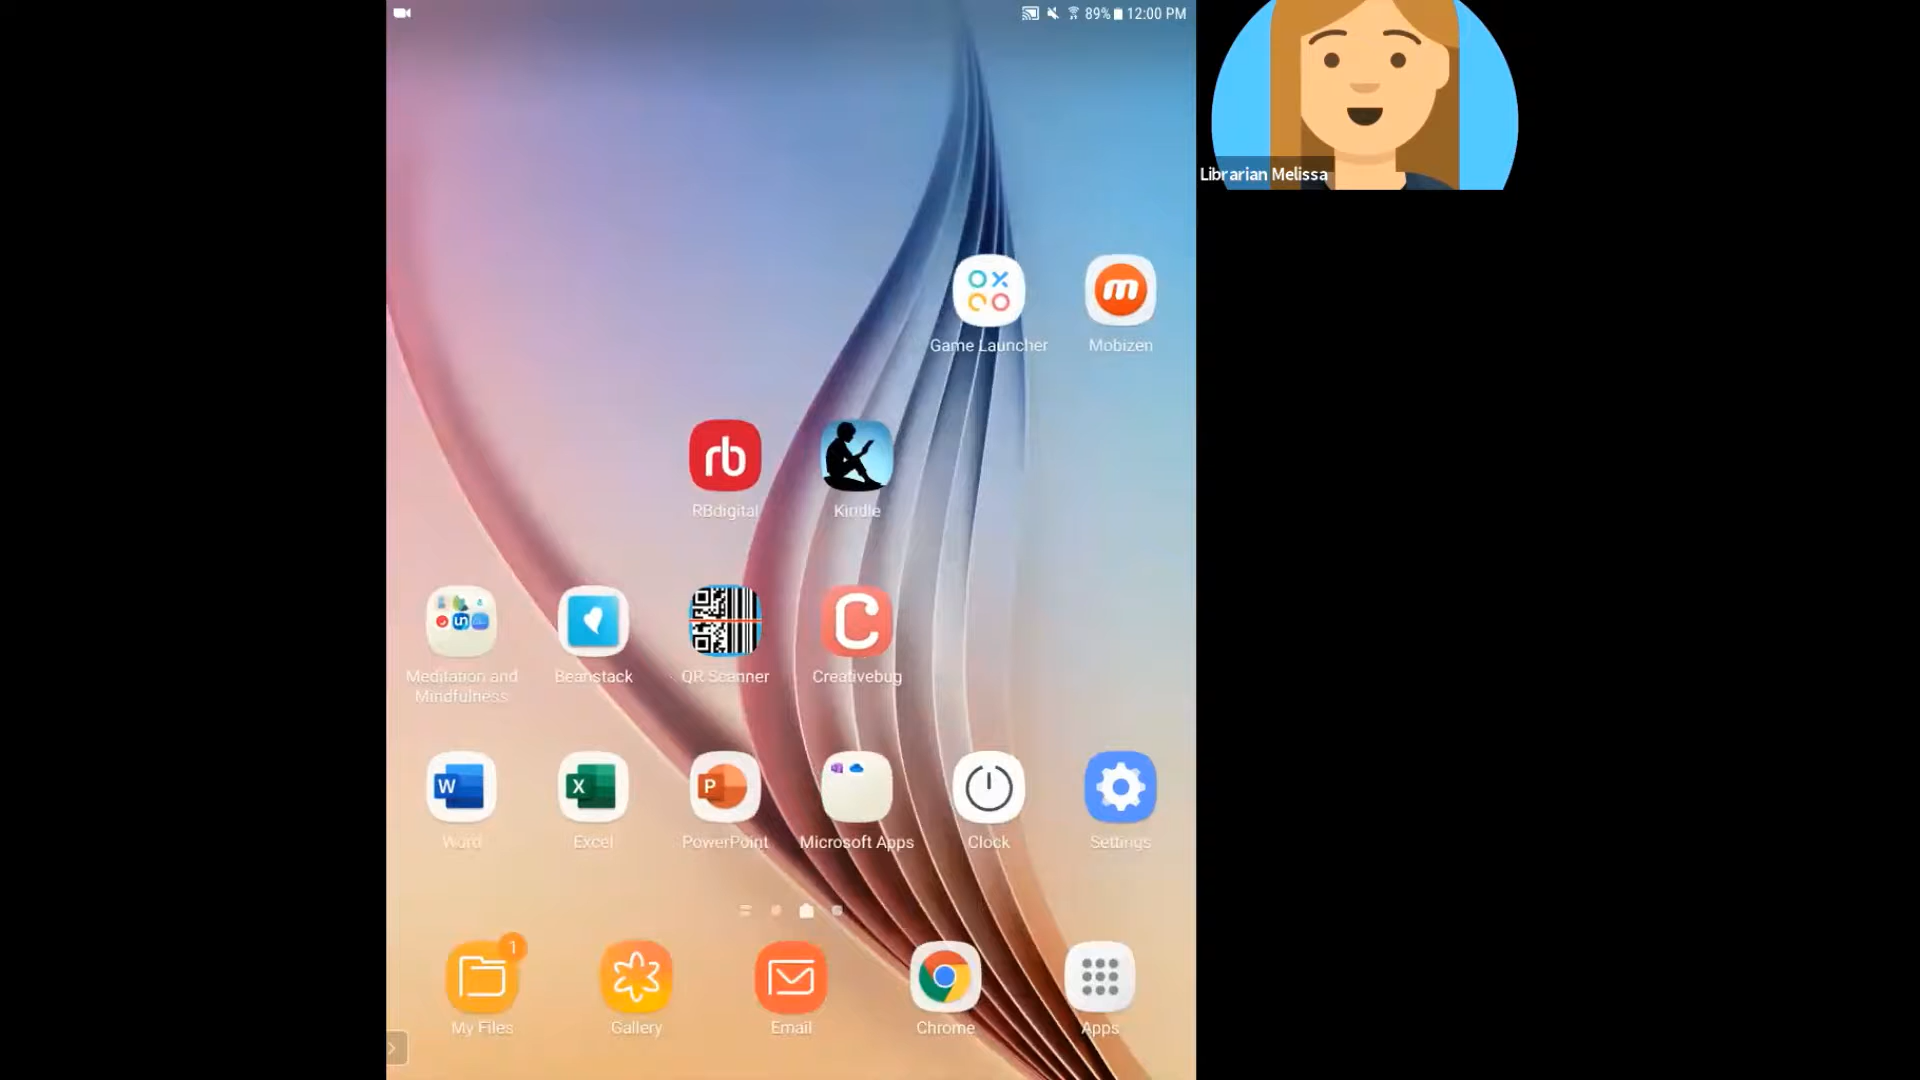 89% 12:00 PM
Librarian Melissa
Game Launcher
Mobizen
rb
RBdigital
Kindle
Meditation and
Mindfulness
Beanstack
QR Scanner
Creativebug
W
Word
X
Excel
P
PowerPoint
Microsoft Apps
Clock
Settings
1
My Files
Gallery
Email
Chrome
Apps